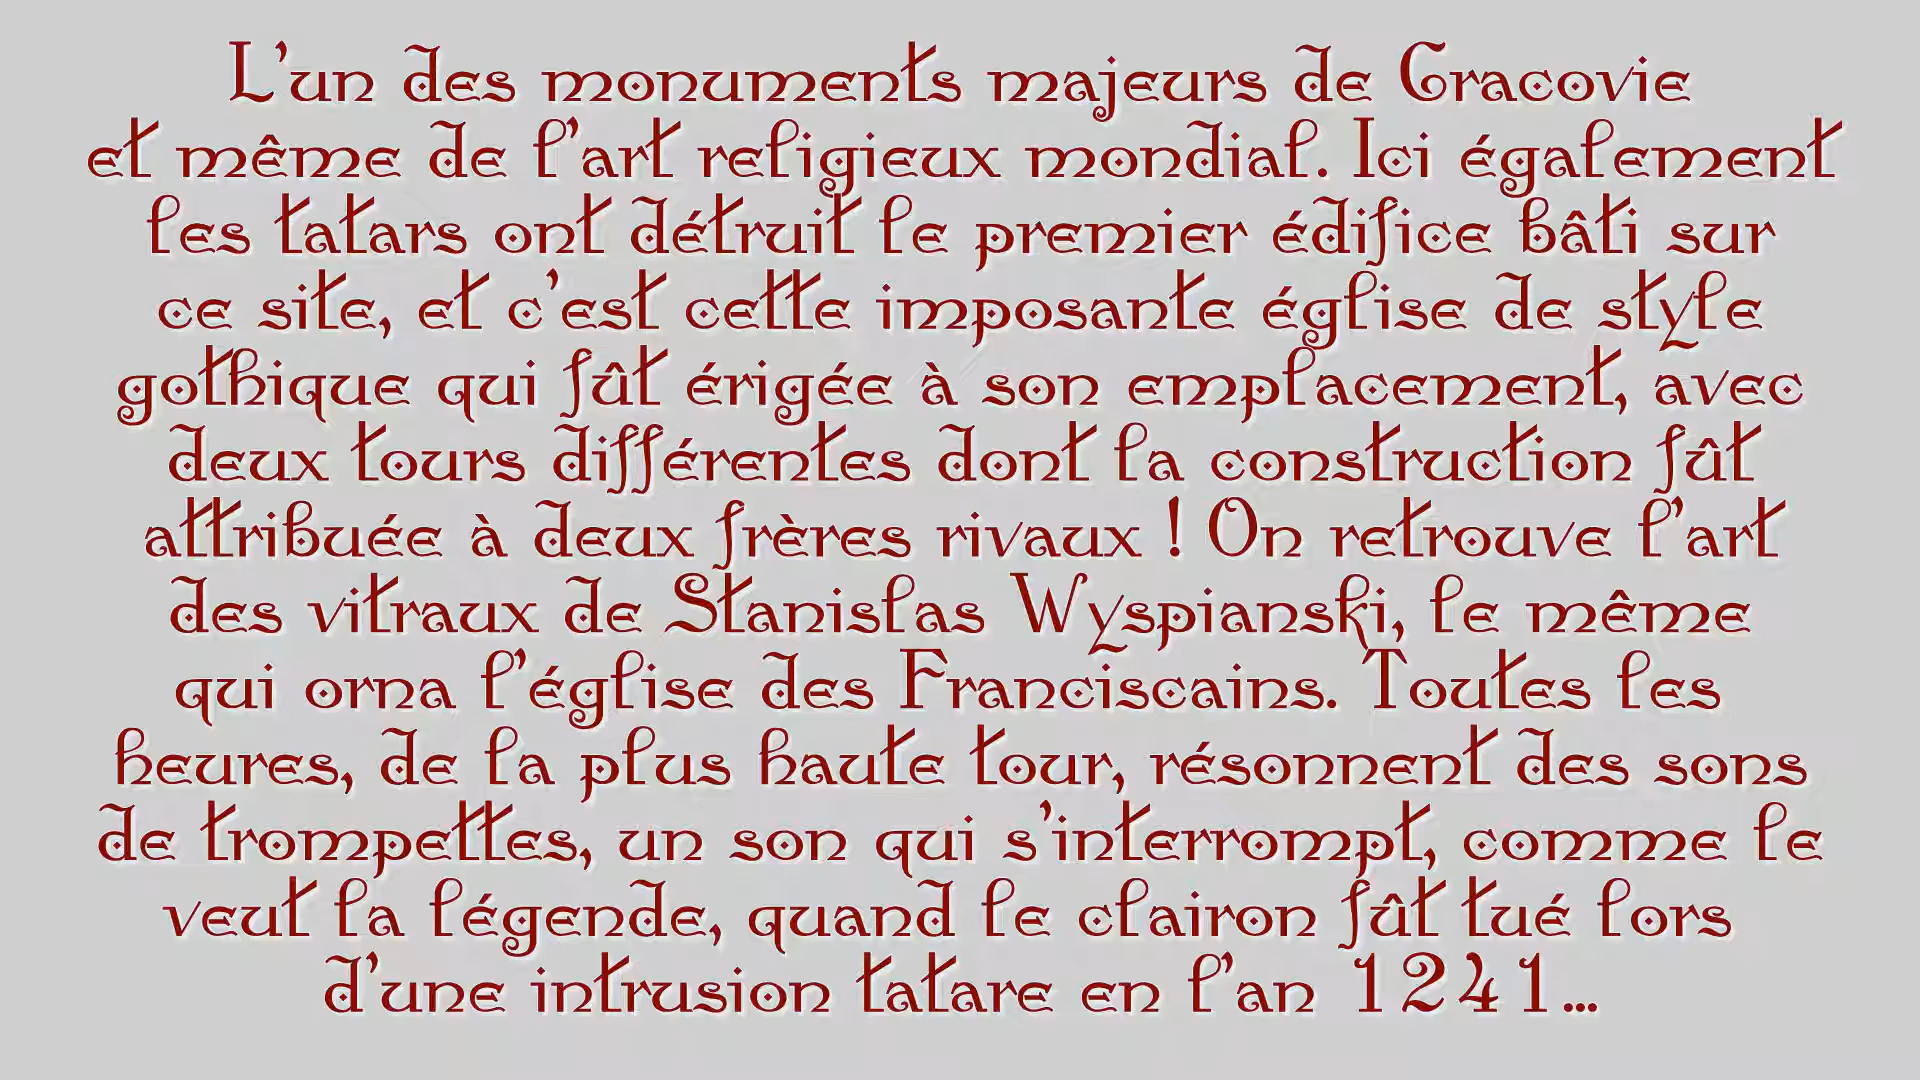 L'un des monuments majeurs de Cracovie
et même de l'art religieux mondial. Ici également
les tatars ont détruit le premier édifice bâti sur
ce site, et c'est cette imposante église de style
gothique qui fût érigée à son emplacement, avec
deux tours différentes dont la construction fût
attribuée à deux frères rivaux ! On retrouve l'art
des vitraux de Stanislas Wyspianski, le même
qui orna l'église des Franciscains. Toutes les
heures, de la plus haute tour, résonnent des sons
de trompettes, un son qui s'interrompt, comme le
veut la légende, quand le clairon fût tué lors
d'une intrusion tatare en l'an 1241...